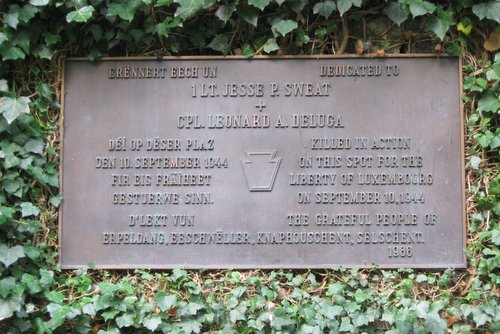 ERËNNERT EECH UN DEDICATED TO
1 LT. JESSE P. SWEAT
+
CPL. LEONARD A. DELUGA
DÉI OP DËSER PLAZ KILLED IN ACTION
DEN 10. SEPTEMBER 1944 ON THIS SPOT FOR THE
FIR EIS FRÄIHEET LIBERTY OF LUXEMBOURG
GESTUERWE SINN. ON SEPTEMBER 10, 1944
D'LEKT VUN THE GRATEFUL PEOPLE OF
ERPELDANG, EESCHWËLLER, KNAPHOUSCHENT, SELSCHENT.
1988